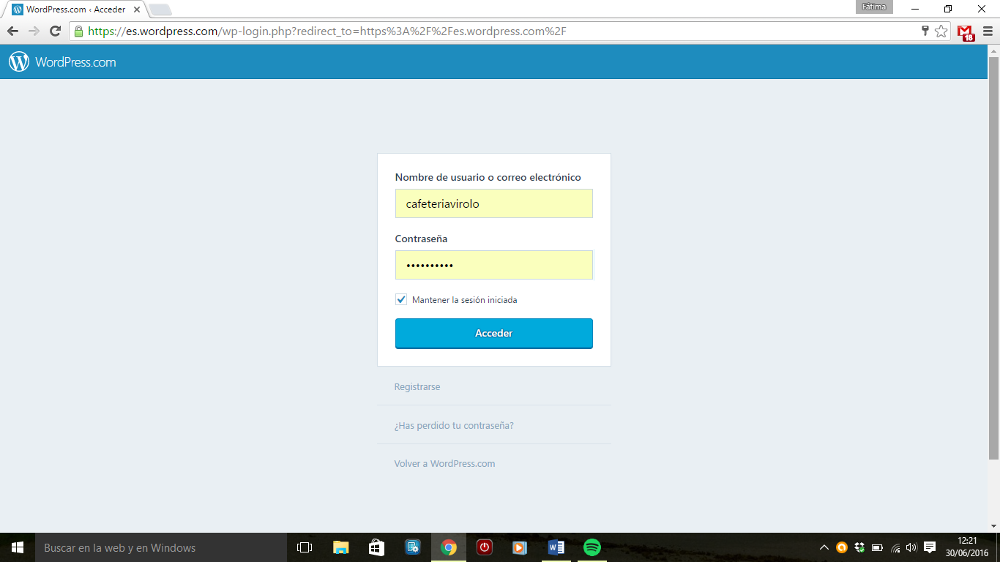 WordPress.com ‹ Acceder
Fátima
https://es.wordpress.com/wp-login.php?redirect_to=https%3A%2F%2Fes.wordpress.com%2F
18
WordPress.com
Nombre de usuario o correo electrónico
cafeteriavirolo
Contraseña
••••••••••
Mantener la sesión iniciada
Acceder
Registrarse
¿Has perdido tu contraseña?
Volver a WordPress.com
Buscar en la web y en Windows
12:21
30/06/2016